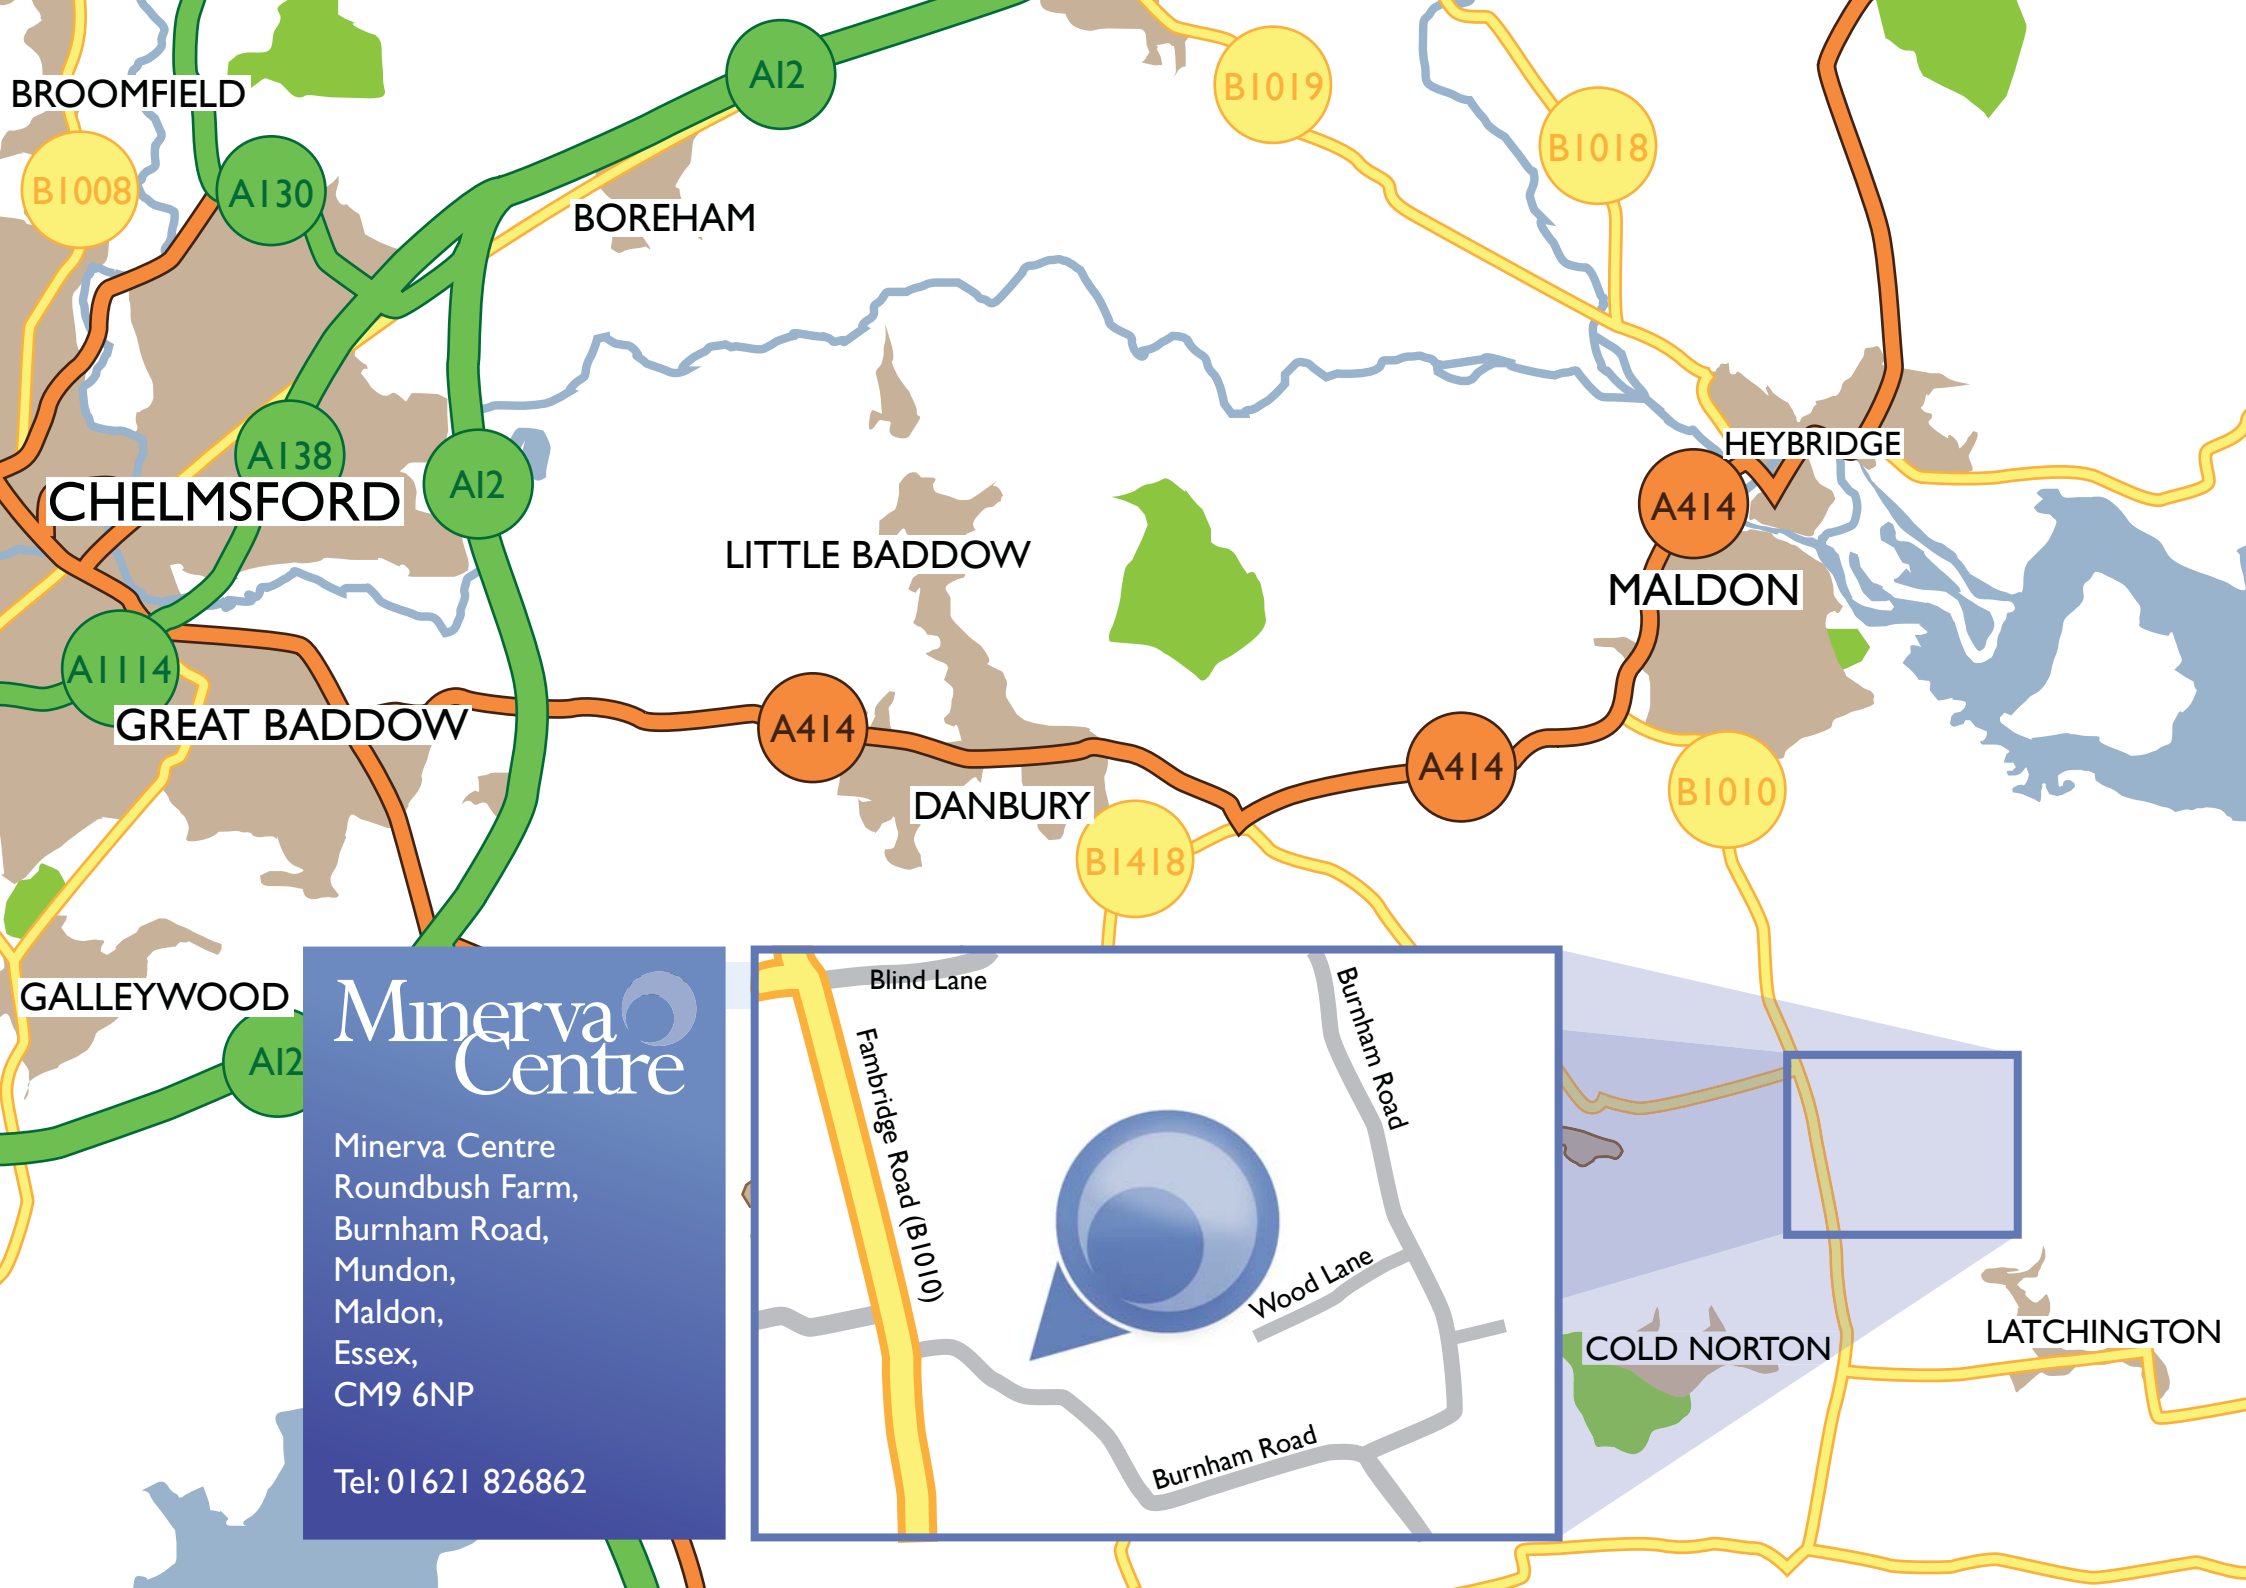 A12
B1019
BROOMFIELD
B1018
B1008
A130
BOREHAM
HEYBRIDGE
A138
A12
CHELMSFORD
A414
LITTLE BADDOW
MALDON
A1114
GREAT BADDOW
A414
A414
B1010
DANBURY
B1418
GALLEYWOOD
A12
Minerva
Centre
Minerva Centre
Roundbush Farm,
Burnham Road,
Mundon,
Maldon,
Essex,
CM9 6NP
Tel: 01621 826862
Blind Lane
Burnham Road
Fambridge Road (B1010)
Wood Lane
Burnham Road
COLD NORTON
LATCHINGTON